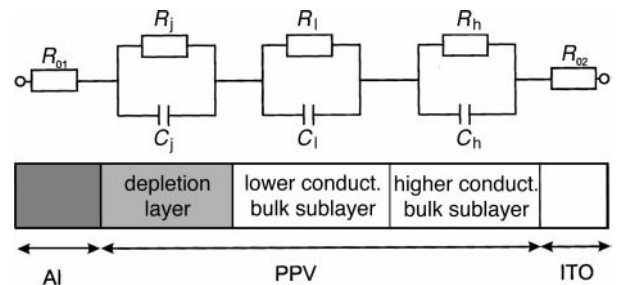 R01 Rj Rl Rh R02
Cj Cl Ch
depletion layer
lower conduct. bulk sublayer
higher conduct. bulk sublayer
Al PPV ITO